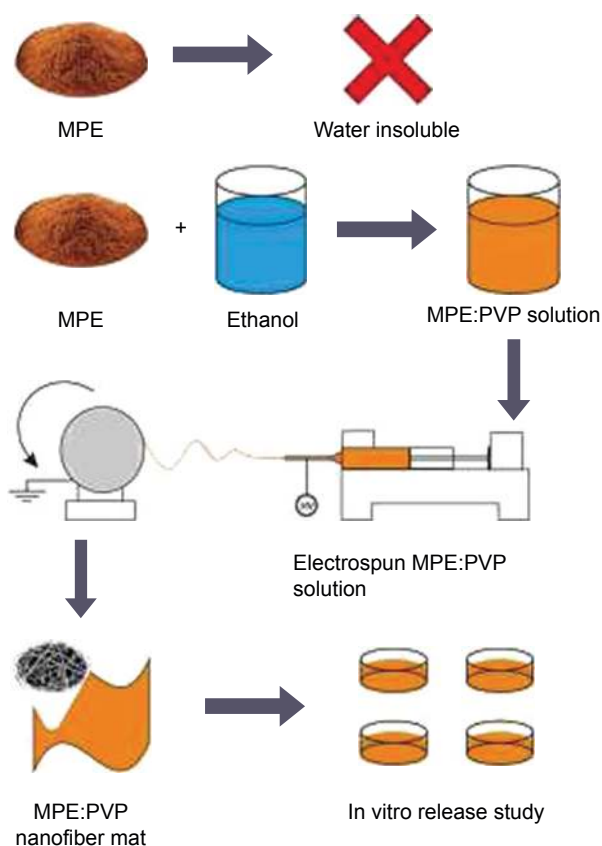 MPE
Water insoluble
+
MPE
Ethanol
MPE:PVP solution
Electrospun MPE:PVP
solution
MPE:PVP
nanofiber mat
In vitro release study